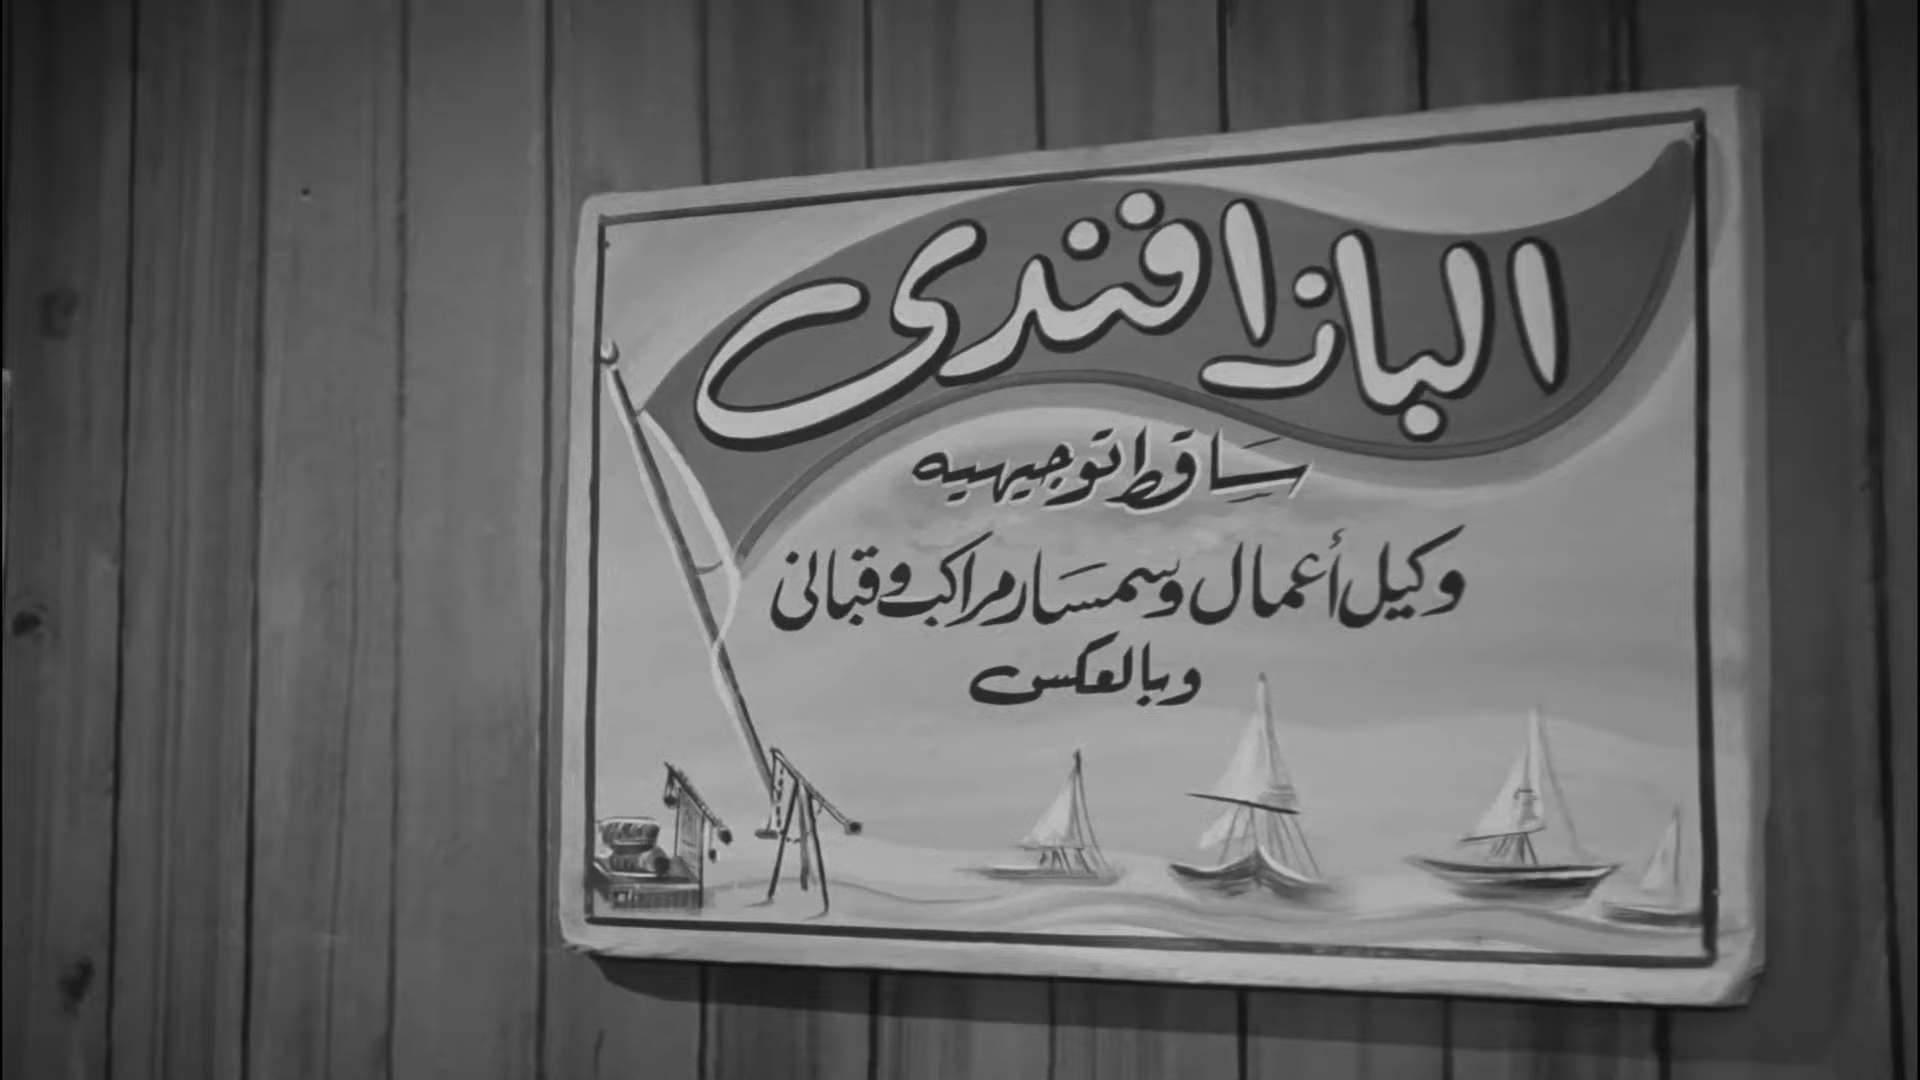 الباز افندى
ساقط توجيهيه
وكيل أعمال وسمسار مراكب وقبانى
وبالعكس